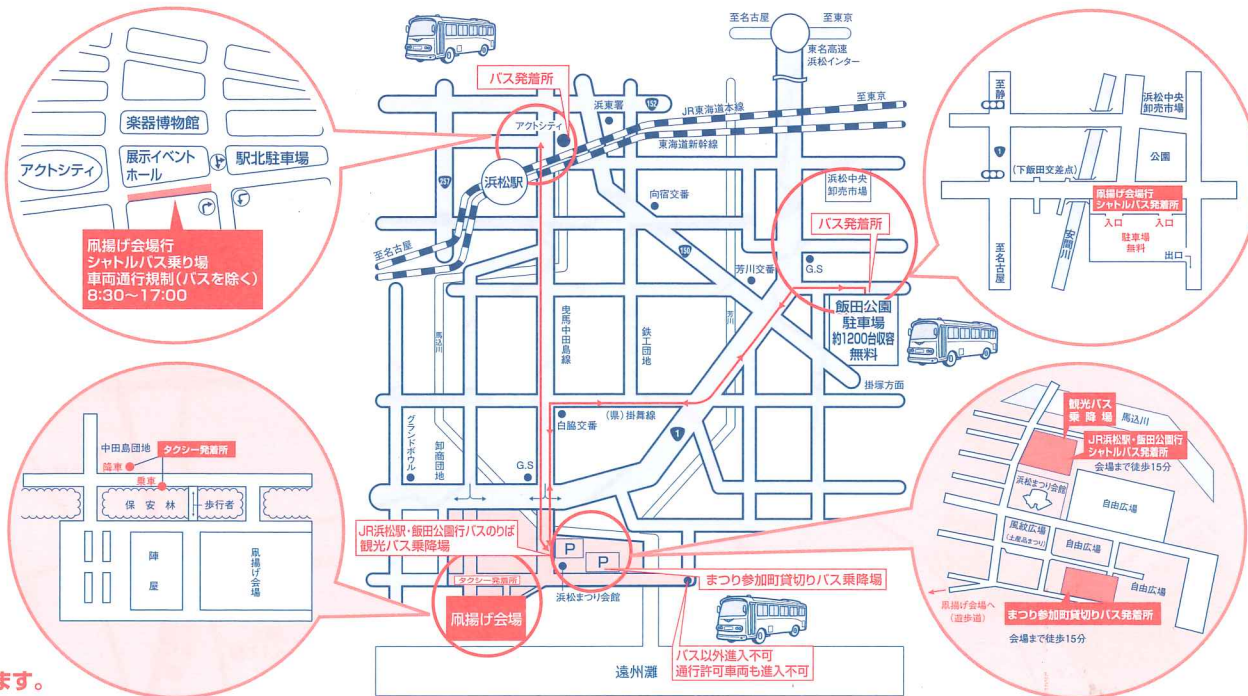 楽器博物館
アクトシティ
展示イベント
ホール
駅北駐車場
凧揚げ会場行
シャトルバス乗り場
車両通行規制(バスを除く)
8:30〜17:00
至名古屋
至東京
東名高速
浜松インター
バス発着所
浜東署
152
JR東海道本線
至東京
アクトシティ
東海道新幹線
浜松駅
257
向宿交番
浜松中央
卸売市場
バス発着所
至名古屋
芳川交番
G.S
飯田公園
駐車場
約1200台収容
無料
馬込川
曳馬中田島線
鉄工団地
芳川
掛塚方面
(県)掛舞線
白脇交番
1
グランドボウル
卸商団地
G.S
JR浜松駅・飯田公園行バスのりば
観光バス乗降場
P
P
まつり参加町貸切りバス乗降場
タクシー発着所
浜松まつり会館
凧揚げ会場
バス以外進入不可
通行許可車両も進入不可
遠州灘
至静
浜松中央
卸売市場
1
公園
(下飯田交差点)
凧揚げ会場行
シャトルバス発着所
入口
入口
駐車場
無料
安間川
出口
至名古屋
中田島団地
タクシー発着所
降車
乗車
保安林
歩行者
陣屋
凧揚げ会場
観光バス
乗降場
馬込川
JR浜松駅・飯田公園行
シャトルバス発着所
会場まで徒歩15分
浜松まつり会館
自由広場
風紋広場
(土産品まつり)
自由広場
自由広場
凧揚げ会場へ
(遊歩道)
まつり参加町貸切りバス発着所
会場まで徒歩15分
ます。